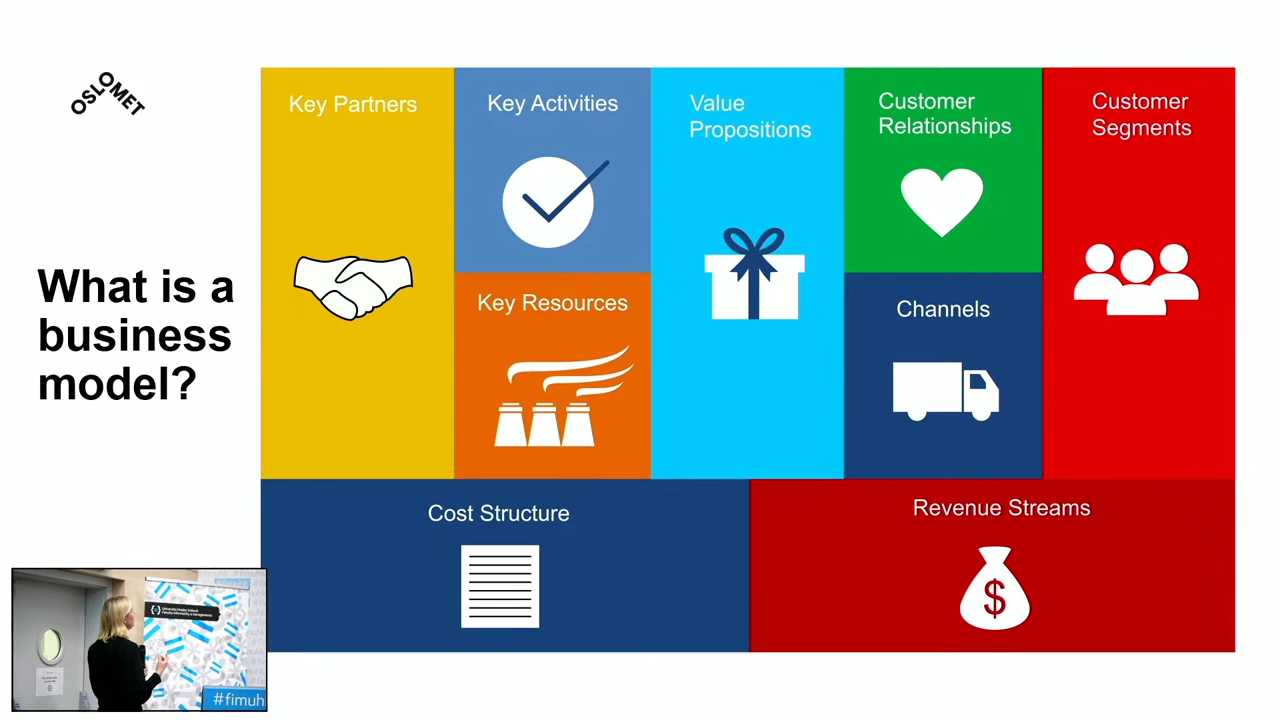 OSLOMET
What is a
business
model?
Key Partners
Key Activities
Value
Propositions
Customer
Relationships
Customer
Segments
Key Resources
Channels
Cost Structure
Revenue Streams
$
#fimuhk
#fimuh